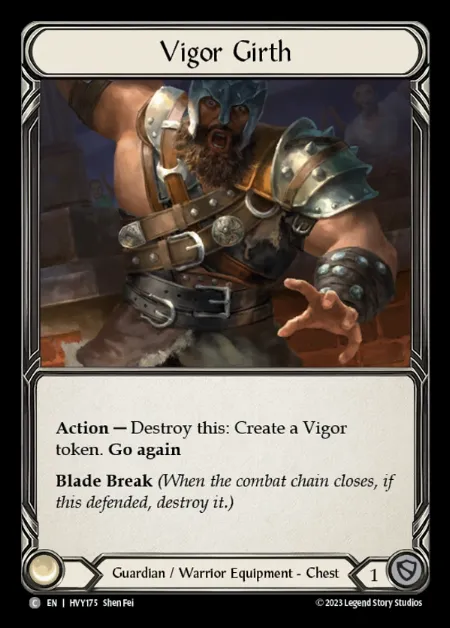 Vigor Girth
Action — Destroy this: Create a Vigor
token. Go again
Blade Break (When the combat chain closes, if
this defended, destroy it.)
Guardian / Warrior Equipment - Chest
1
C EN | HVY175 Shen Fei
© 2023 Legend Story Studios